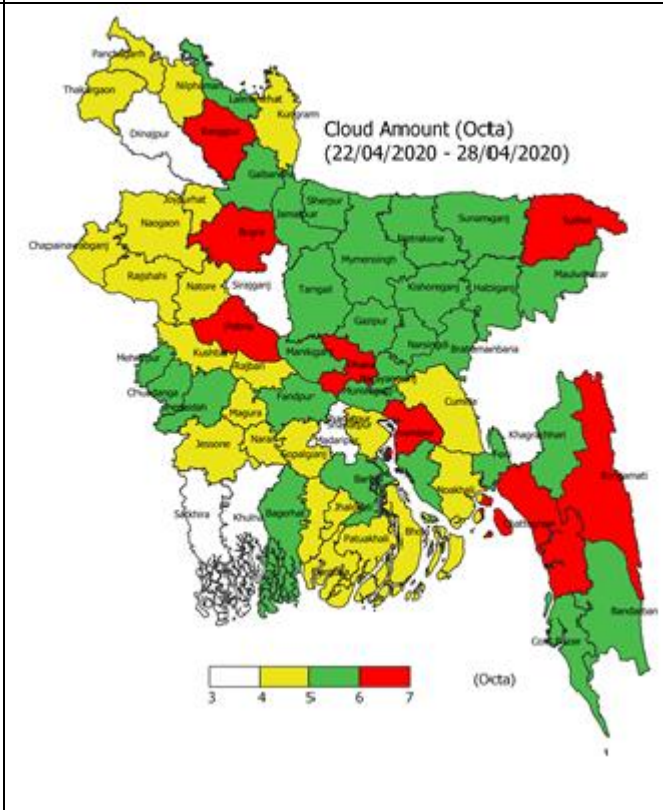 Panchagarh
Thakurgaon
Nilphamari
Lalmonirhat
Kurigram
Dinajpur
Rangpur
Cloud Amount (Octa)
(22/04/2020 - 28/04/2020)
Gaibandha
Joypurhat
Sherpur
Jamalpur
Naogaon
Netrakona
Sunamganj
Sylhet
Bogra
Chapainawabganj
Mymensingh
Maulvibazar
Rajshahi
Natore
Sirajganj
Tangail
Kishoreganj
Habiganj
Pabna
Gazipur
Narsingdi
Brahmanbaria
Kushtia
Manikganj
Meherpur
Rajbari
Dhaka
Chuadanga
Faridpur
Magura
Cumilla
Madaripur
Khagrachhari
Jessore
Narail
Gopalganj
Feni
Rangamati
Noakhali
Satkhira
Khulna
Bagerhat
Patuakhali
Bandarban
3 4 5 6 7
(Octa)